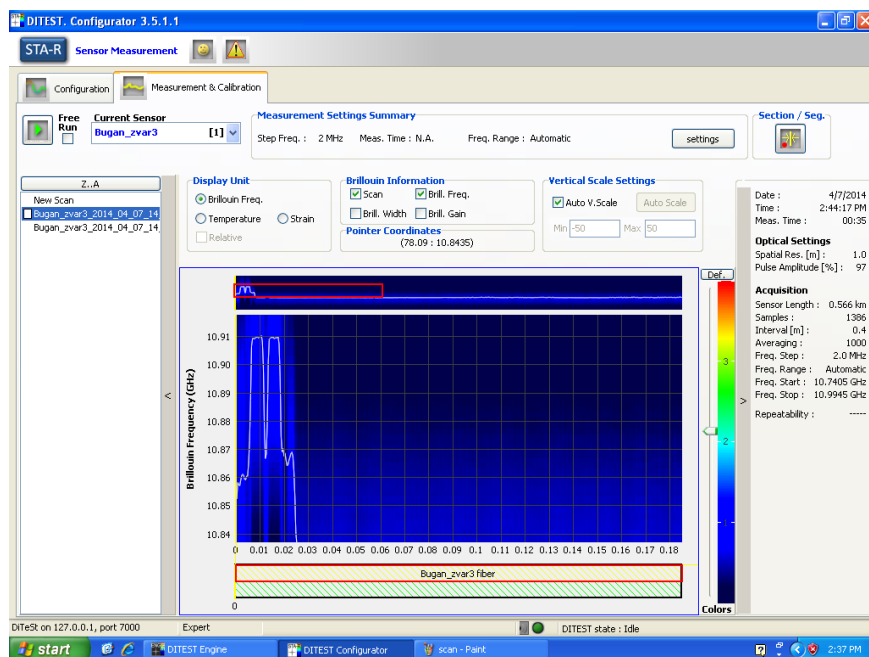 DITEST. Configurator 3.5.1.1
STA-R Sensor Measurement
Configuration Measurement & Calibration
Free Run
Current Sensor
Bugan_zvar3 [1]
Measurement Settings Summary
Step Freq. : 2 MHz Meas. Time : N.A. Freq. Range : Automatic
settings
Section / Seg.
Z..A
New Scan
Bugan_zvar3_2014_04_07_14
Bugan_zvar3_2014_04_07_14
Display Unit
Brillouin Freq.
Temperature Strain
Relative
Brillouin Information
Scan Brill. Freq.
Brill. Width Brill. Gain
Pointer Coordinates
(78.09 : 10.8435)
Vertical Scale Settings
Auto V.Scale Auto Scale
Min -50 Max 50
Date : 4/7/2014
Time : 2:44:17 PM
Meas. Time : 00:35
Optical Settings
Spatial Res. [m] : 1.0
Pulse Amplitude [%] : 97
Acquisition
Sensor Length : 0.566 km
Samples : 1386
Interval [m] : 0.4
Averaging : 1000
Freq. Step : 2.0 MHz
Freq. Range : Automatic
Freq. Start : 10.7405 GHz
Freq. Stop : 10.9945 GHz
Repeatability : -----
<
>
Def.
3
2
1
Colors
Brillouin Frequency (GHz)
10.91
10.90
10.89
10.88
10.87
10.86
10.85
10.84
0 0.01 0.02 0.03 0.04 0.05 0.06 0.07 0.08 0.09 0.1 0.11 0.12 0.13 0.14 0.15 0.16 0.17 0.18
Bugan_zvar3 fiber
0
DiTeSt on 127.0.0.1, port 7000 Expert DITEST state : Idle
start DITEST Engine DITEST Configurator scan - Paint 2:37 PM